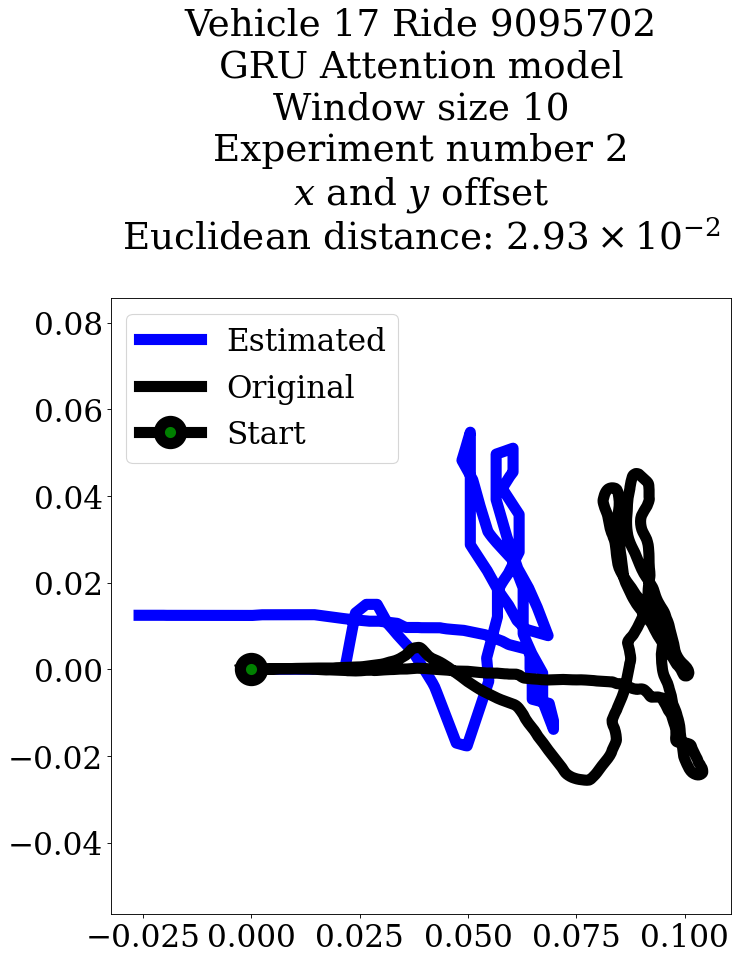 Vehicle 17 Ride 9095702
GRU Attention model
Window size 10
Experiment number 2
x and y offset
Euclidean distance: 2.93 × 10⁻²
Estimated
Original
Start
0.08
0.06
0.04
0.02
0.00
−0.02
−0.04
−0.025 0.000 0.025 0.050 0.075 0.100